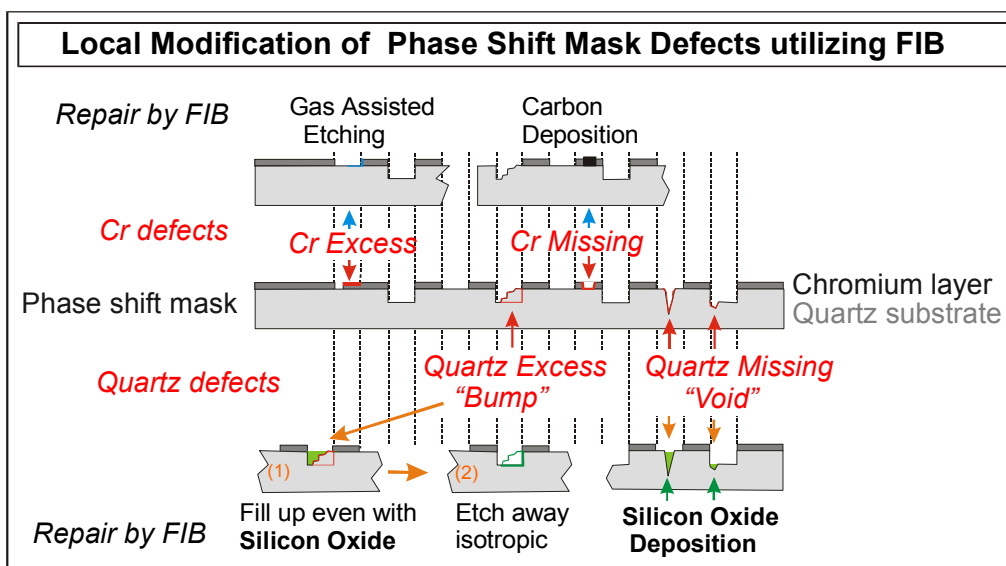 Local Modification of Phase Shift Mask Defects utilizing FIB
Repair by FIB
Gas Assisted
Etching
Carbon
Deposition
Cr defects
Cr Excess
Cr Missing
Phase shift mask
Chromium layer
Quartz substrate
Quartz defects
Quartz Excess
“Bump”
Quartz Missing
“Void”
(1)
(2)
Repair by FIB
Fill up even with
Silicon Oxide
Etch away
isotropic
Silicon Oxide
Deposition